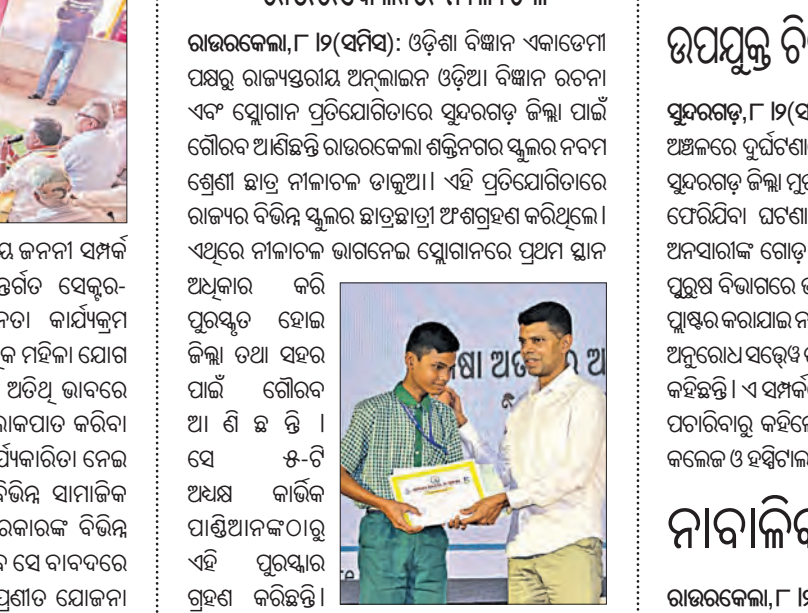 ୟ ଜନନୀ ସମ୍ପର୍କ
ନ୍ତର୍ଗତ ସେକ୍ଟର-
ନତା କାର୍ଯ୍ୟକ୍ରମ
କ ମହିଳା ଯୋଗ
ଅତିଥି ଭାବରେ
ଲୋକପାତ କରିବା
ର୍ଯ୍ୟକାରିତା ନେଇ
ବିଭିନ୍ନ ସାମାଜିକ
ରକାରଙ୍କ ବିଭିନ୍ନ
ସେ ବାବଦରେ
ପ୍ରଣୀତ ଯୋଜନା
ରାଉରକେଲା,୮ ।୨(ସମିସ): ଓଡ଼ିଶା ବିଜ୍ଞାନ ଏକାଡେମୀ
ପକ୍ଷରୁ ରାଜ୍ୟସ୍ତରୀୟ ଅନ୍‌ଲାଇନ ଓଡ଼ିଆ ବିଜ୍ଞାନ ରଚନା
ଏବଂ ସ୍ଲୋଗାନ ପ୍ରତିଯୋଗିତାରେ ସୁନ୍ଦରଗଡ଼ ଜିଲ୍ଲା ପାଇଁ
ଗୌରବ ଆଣିଛନ୍ତି ରାଉରକେଲା ଶକ୍ତିନଗର ସ୍କୁଲର ନବମ
ଶ୍ରେଣୀ ଛାତ୍ର ନୀଳାଚଳ ଡାକୁଆ। ଏହି ପ୍ରତିଯୋଗିତାରେ
ରାଜ୍ୟର ବିଭିନ୍ନ ସ୍କୁଲର ଛାତ୍ରଛାତ୍ରୀ ଅଂଶଗ୍ରହଣ କରିଥିଲେ।
ଏଥିରେ ନୀଳାଚଳ ଭାଗନେଇ ସ୍ଲୋଗାନରେ ପ୍ରଥମ ସ୍ଥାନ
ଅଧିକାର କରି
ପୁରସ୍କୃତ ହୋଇ
ଜିଲ୍ଲା ତଥା ସହର
ପାଇଁ ଗୌରବ
ଆଣିଛନ୍ତି।
ସେ ୫-ଟି
ଅଧ୍ୟକ୍ଷ କାର୍ତ୍ତିକ
ପାଣ୍ଡିଆନଙ୍କଠାରୁ
ଏହି ପୁରସ୍କାର
ଗ୍ରହଣ କରିଛନ୍ତି।
ଷା ଅଡ ର ଅ
ଉପଯୁକ୍ତ ଚି
ସୁନ୍ଦରଗଡ଼,୮ ।୨(ସ
ଅଞ୍ଚଳରେ ଦୁର୍ଘଟଣା
ସୁନ୍ଦରଗଡ଼ ଜିଲ୍ଲା ମୁ
ଫେରିଯିବା ଘଟଣା
ଅନସାରୀଙ୍କ ଗୋଡ଼
ପୁରୁଷ ବିଭାଗରେ
ପ୍ଲାଷ୍ଟର କରାଯାଇ ନ
ଅନୁରୋଧ ସତ୍ତ୍ୱେ
କହିଛନ୍ତି। ଏ ସମ୍ପର୍କ
ପଚାରିବାରୁ କହିଲେ
କଲେଜ ଓ ହସ୍ପିଟାଲ
ନାବାଳିକ
ରାଉରକେଲା,୮ ।୨